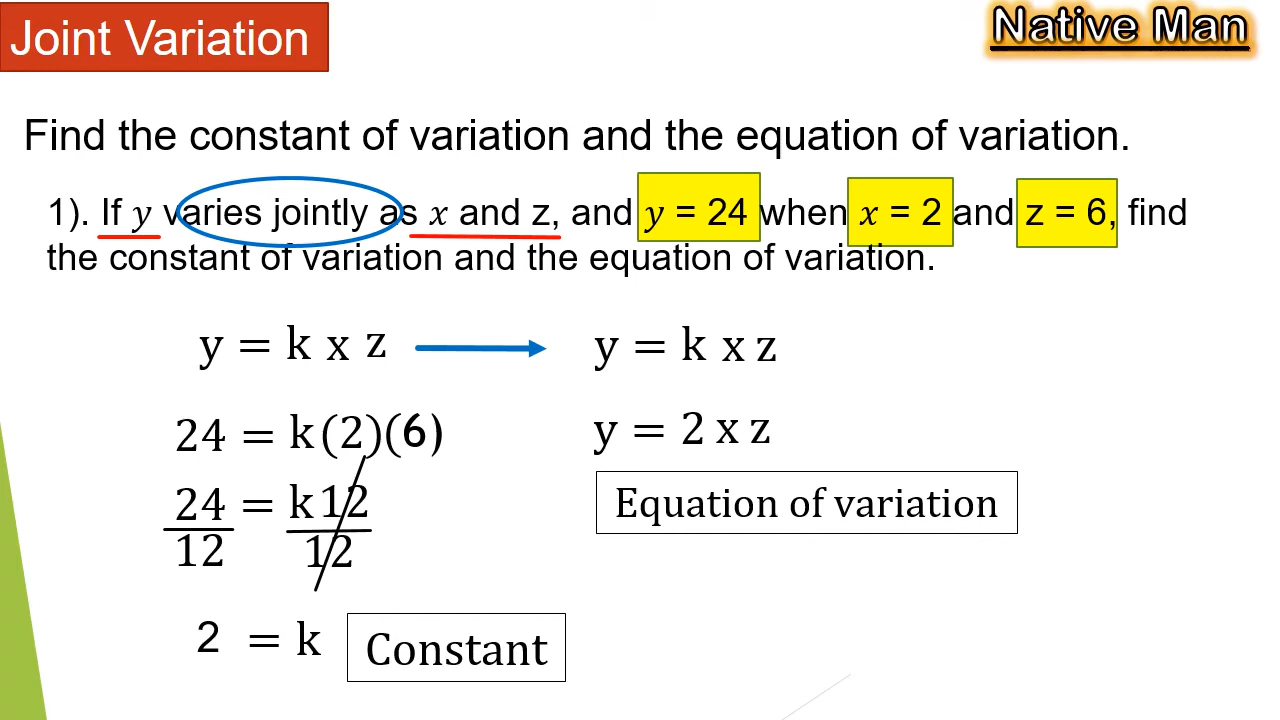 Joint Variation
Native Man
Find the constant of variation and the equation of variation.
1). If y varies jointly as x and z, and y = 24 when x = 2 and z = 6, find
the constant of variation and the equation of variation.
y = k x z
y = k x z
24 = k (2)(6)
y = 2 x z
24 = k 12
12 12
Equation of variation
2 = k
Constant